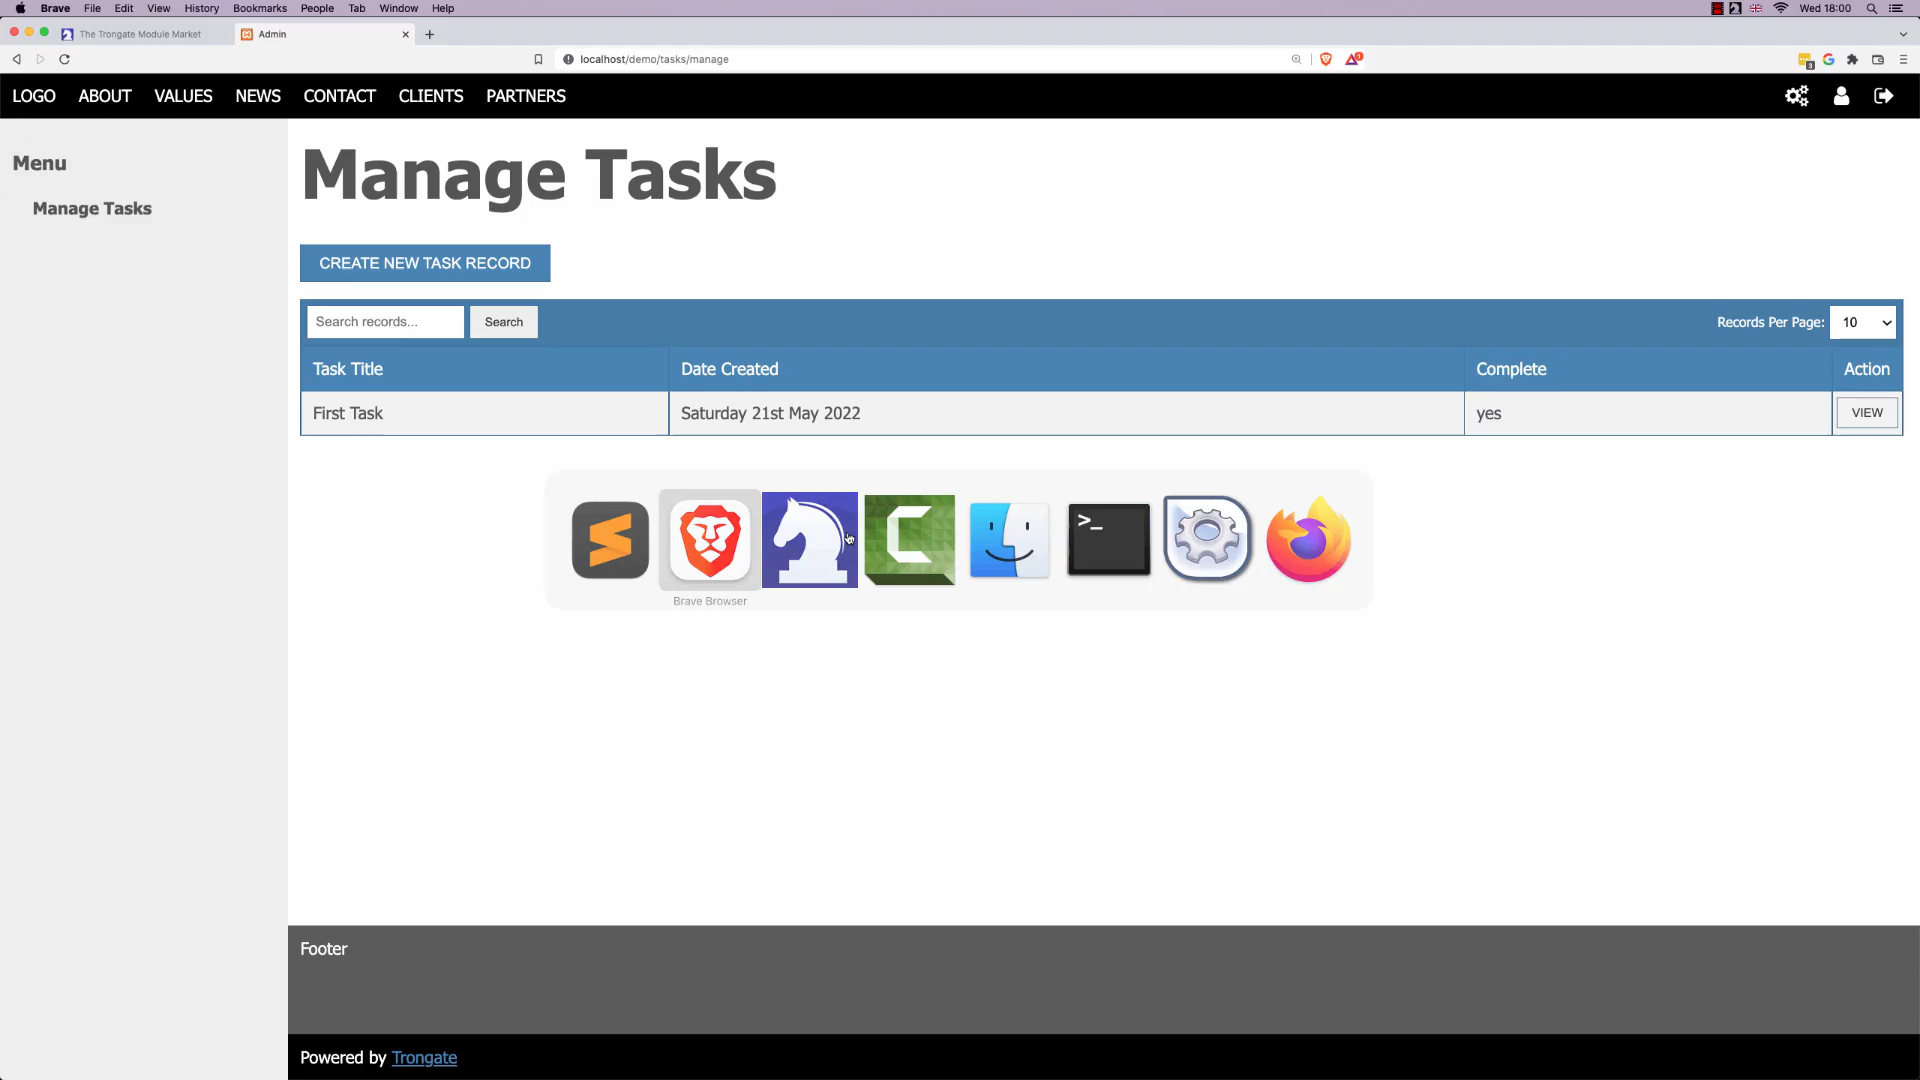 Brave File Edit View History Bookmarks People Tab Window Help
Wed 18:00
The Trongate Module Market
Admin
localhost/demo/tasks/manage
1
3
LOGO ABOUT VALUES NEWS CONTACT CLIENTS PARTNERS
Menu
Manage Tasks
Manage Tasks
CREATE NEW TASK RECORD
Search records...
Search
Records Per Page: 10
Task Title Date Created Complete Action
First Task Saturday 21st May 2022 yes VIEW
>_
Brave Browser
Footer
Powered by Trongate